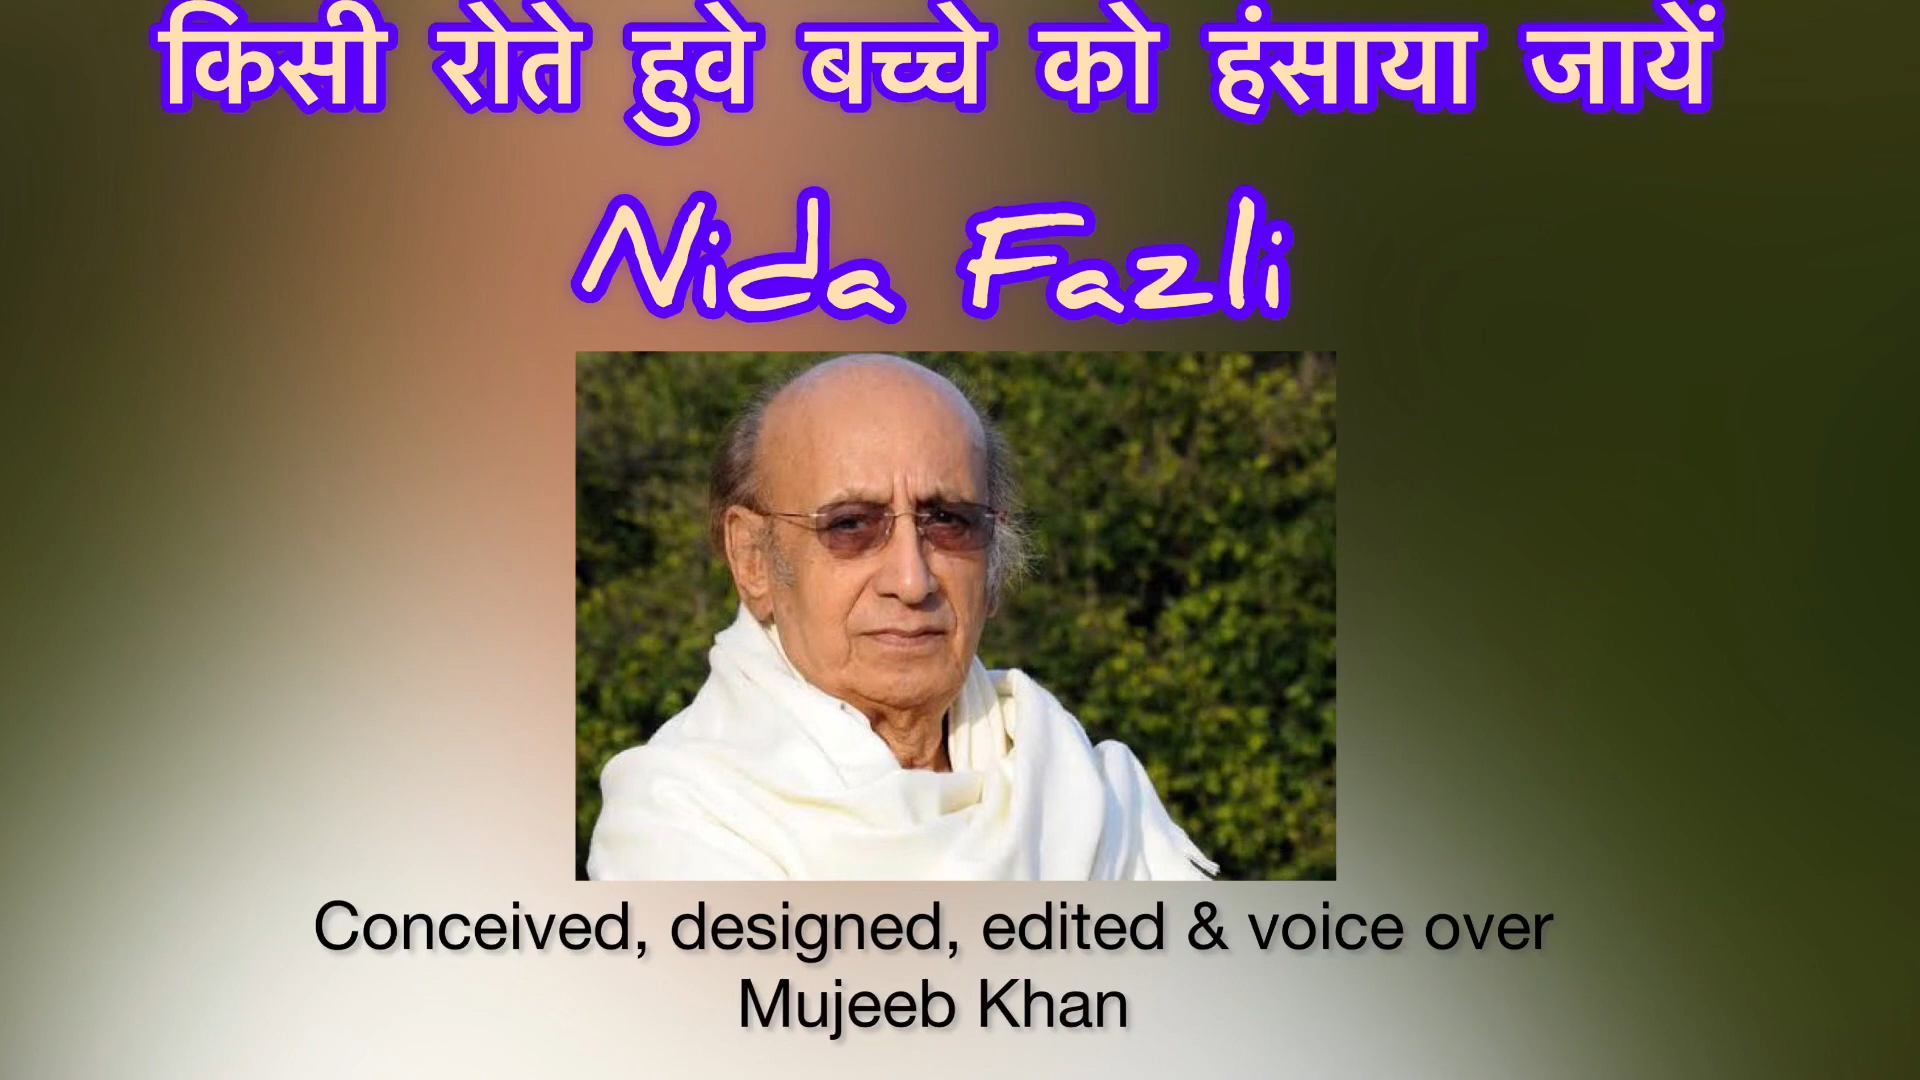 किसी रोते हुवे बच्चे को हंसाया जायें
Nida Fazli
Conceived, designed, edited & voice over
Mujeeb Khan